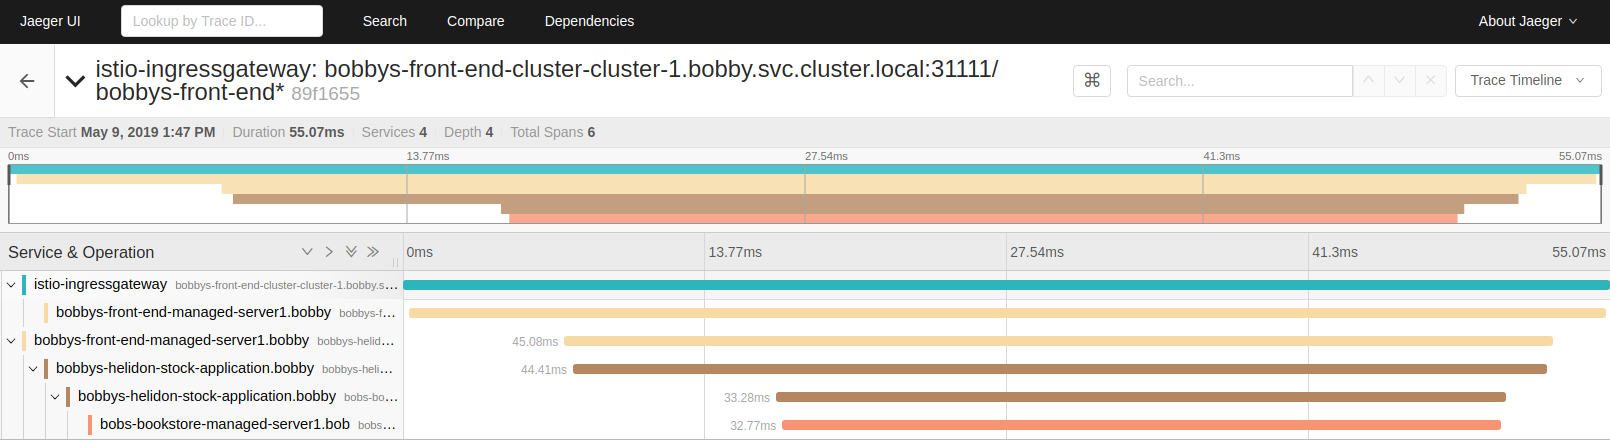 Jaeger UI Lookup by Trace ID... Search Compare Dependencies About Jaeger
istio-ingressgateway: bobbys-front-end-cluster-cluster-1.bobby.svc.cluster.local:31111/
bobbys-front-end* 89f1655
⌘ Search... Trace Timeline
Trace Start May 9, 2019 1:47 PM Duration 55.07ms Services 4 Depth 4 Total Spans 6
0ms 13.77ms 27.54ms 41.3ms 55.07ms
Service & Operation 0ms 13.77ms 27.54ms 41.3ms 55.07ms
istio-ingressgateway bobbys-front-end-cluster-cluster-1.bobby.s...
bobbys-front-end-managed-server1.bobby bobbys-f...
bobbys-front-end-managed-server1.bobby bobbys-helid... 45.08ms
bobbys-helidon-stock-application.bobby bobbys-heli... 44.41ms
bobbys-helidon-stock-application.bobby bobs-bo... 33.28ms
bobs-bookstore-managed-server1.bob bobs-... 32.77ms